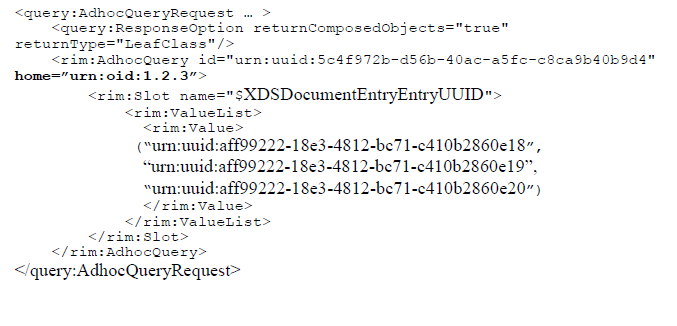 <query:AdhocQueryRequest … >
<query:ResponseOption returnComposedObjects="true"
returnType="LeafClass"/>
<rim:AdhocQuery id="urn:uuid:5c4f972b-d56b-40ac-a5fc-c8ca9b40b9d4"
home=”urn:oid:1.2.3”>
<rim:Slot name="$XDSDocumentEntryEntryUUID">
<rim:ValueList>
<rim:Value>
(“urn:uuid:aff99222-18e3-4812-bc71-c410b2860e18”,
“urn:uuid:aff99222-18e3-4812-bc71-c410b2860e19”,
“urn:uuid:aff99222-18e3-4812-bc71-c410b2860e20”)
</rim:Value>
</rim:ValueList>
</rim:Slot>
</rim:AdhocQuery>
</query:AdhocQueryRequest>